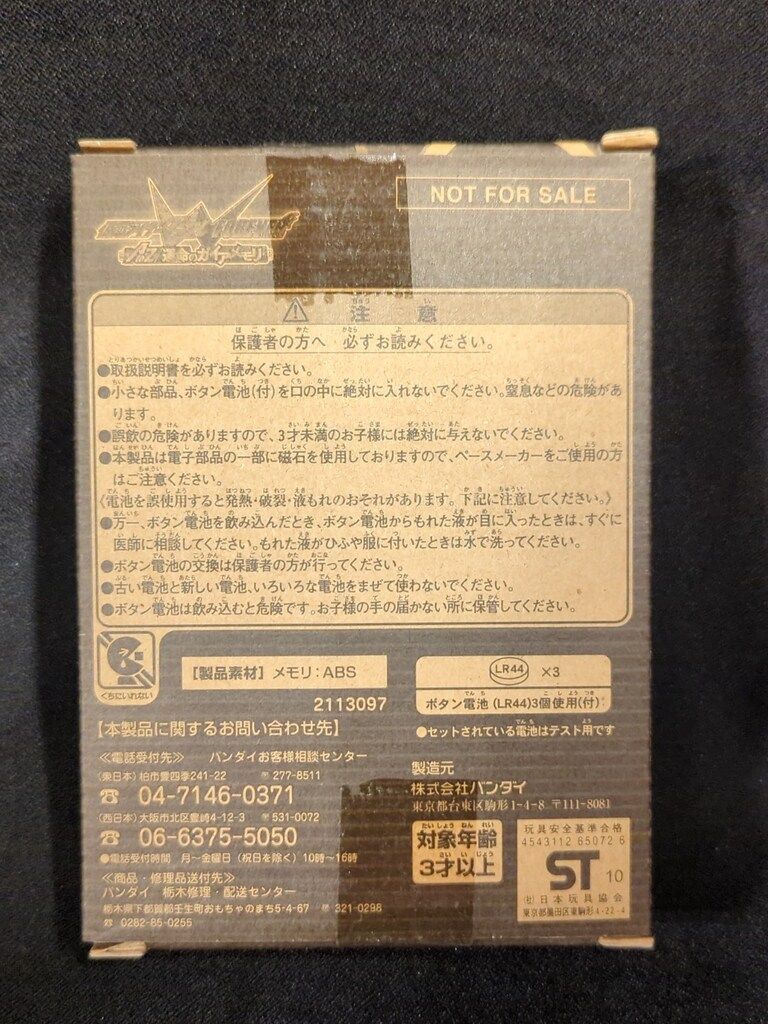 NOT FOR SALE
運命のガイアメモリ
注意
保護者の方へ 必ずお読みください。
●取扱説明書を必ずお読みください。
●小さな部品、ボタン電池(付)を口の中に絶対に入れないでください。窒息などの危険があ
ります。
●誤飲の危険がありますので、3才未満のお子様には絶対に与えないでください。
●本製品は電子部品の一部に磁石を使用しておりますので、ペースメーカーをご使用の方
はご注意ください。
《電池を誤使用すると発熱・破裂・液もれのおそれがあります。下記に注意してください。》
●万一、ボタン電池を飲み込んだとき、ボタン電池からもれた液が目に入ったときは、すぐに
医師に相談してください。もれた液がひふや服に付いたときは水で洗ってください。
●ボタン電池の交換は保護者の方が行ってください。
●古い電池と新しい電池、いろいろな電池をまぜて使わないでください。
●ボタン電池は飲み込むと危険です。お子様の手の届かない所に保管してください。
くちにいれない
【製品素材】メモリ:ABS
2113097
LR44 ×3
ボタン電池(LR44)3個使用(付)
●セットされている電池はテスト用です
【本製品に関するお問い合わせ先】
≪電話受付先≫ バンダイお客様相談センター
(東日本)柏市豊四季241-22 〒277-8511
☎ 04-7146-0371
(西日本)大阪市北区豊崎4-12-3 〒531-0072
☎ 06-6375-5050
●電話受付時間 月〜金曜日(祝日を除く)10時〜16時
≪商品・修理品送付先≫
バンダイ 栃木修理・配送センター
栃木県下都賀郡壬生町おもちゃのまち5-4-67 〒321-0298
☎ 0282-85-0255
製造元
株式会社バンダイ
東京都台東区駒形1-4-8 〒111-8081
対象年齢
3才以上
玩具安全基準合格
4543112 65072 6
ST 10
(社)日本玩具協会
東京都墨田区東駒形4-22-4